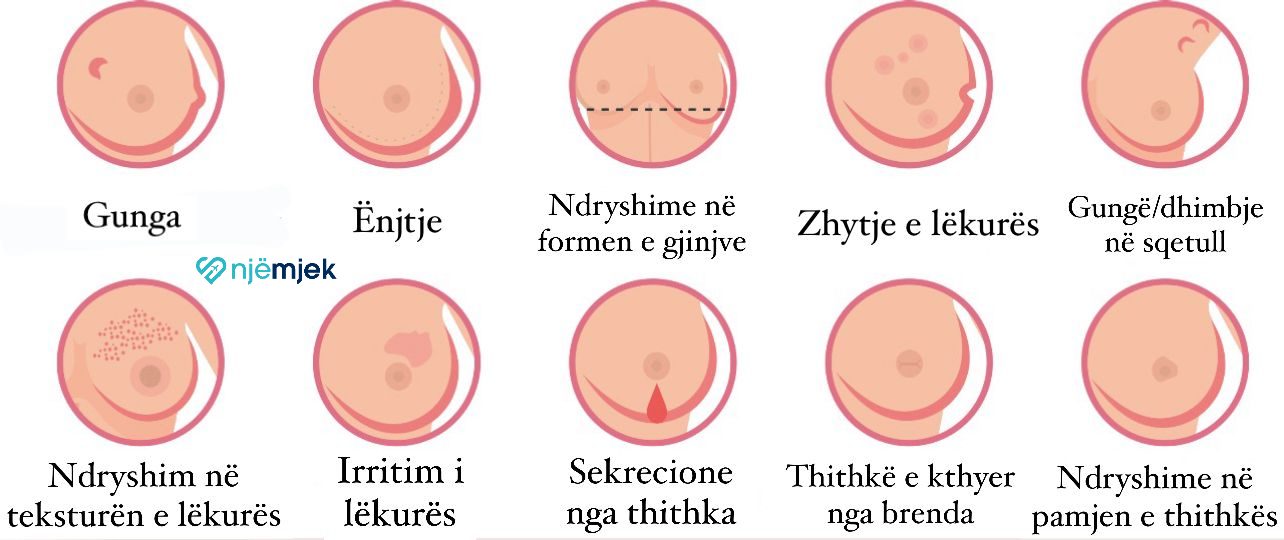 Gunga
Ënjtje
Ndryshime në
formen e gjinjve
Zhytje e lëkurës
Gungë/dhimbje
në sqetull
njëmjek
Ndryshim në
teksturën e lëkurës
Irritim i
lëkurës
Sekrecione
nga thithka
Thithkë e kthyer
nga brenda
Ndryshime në
pamjen e thithkës